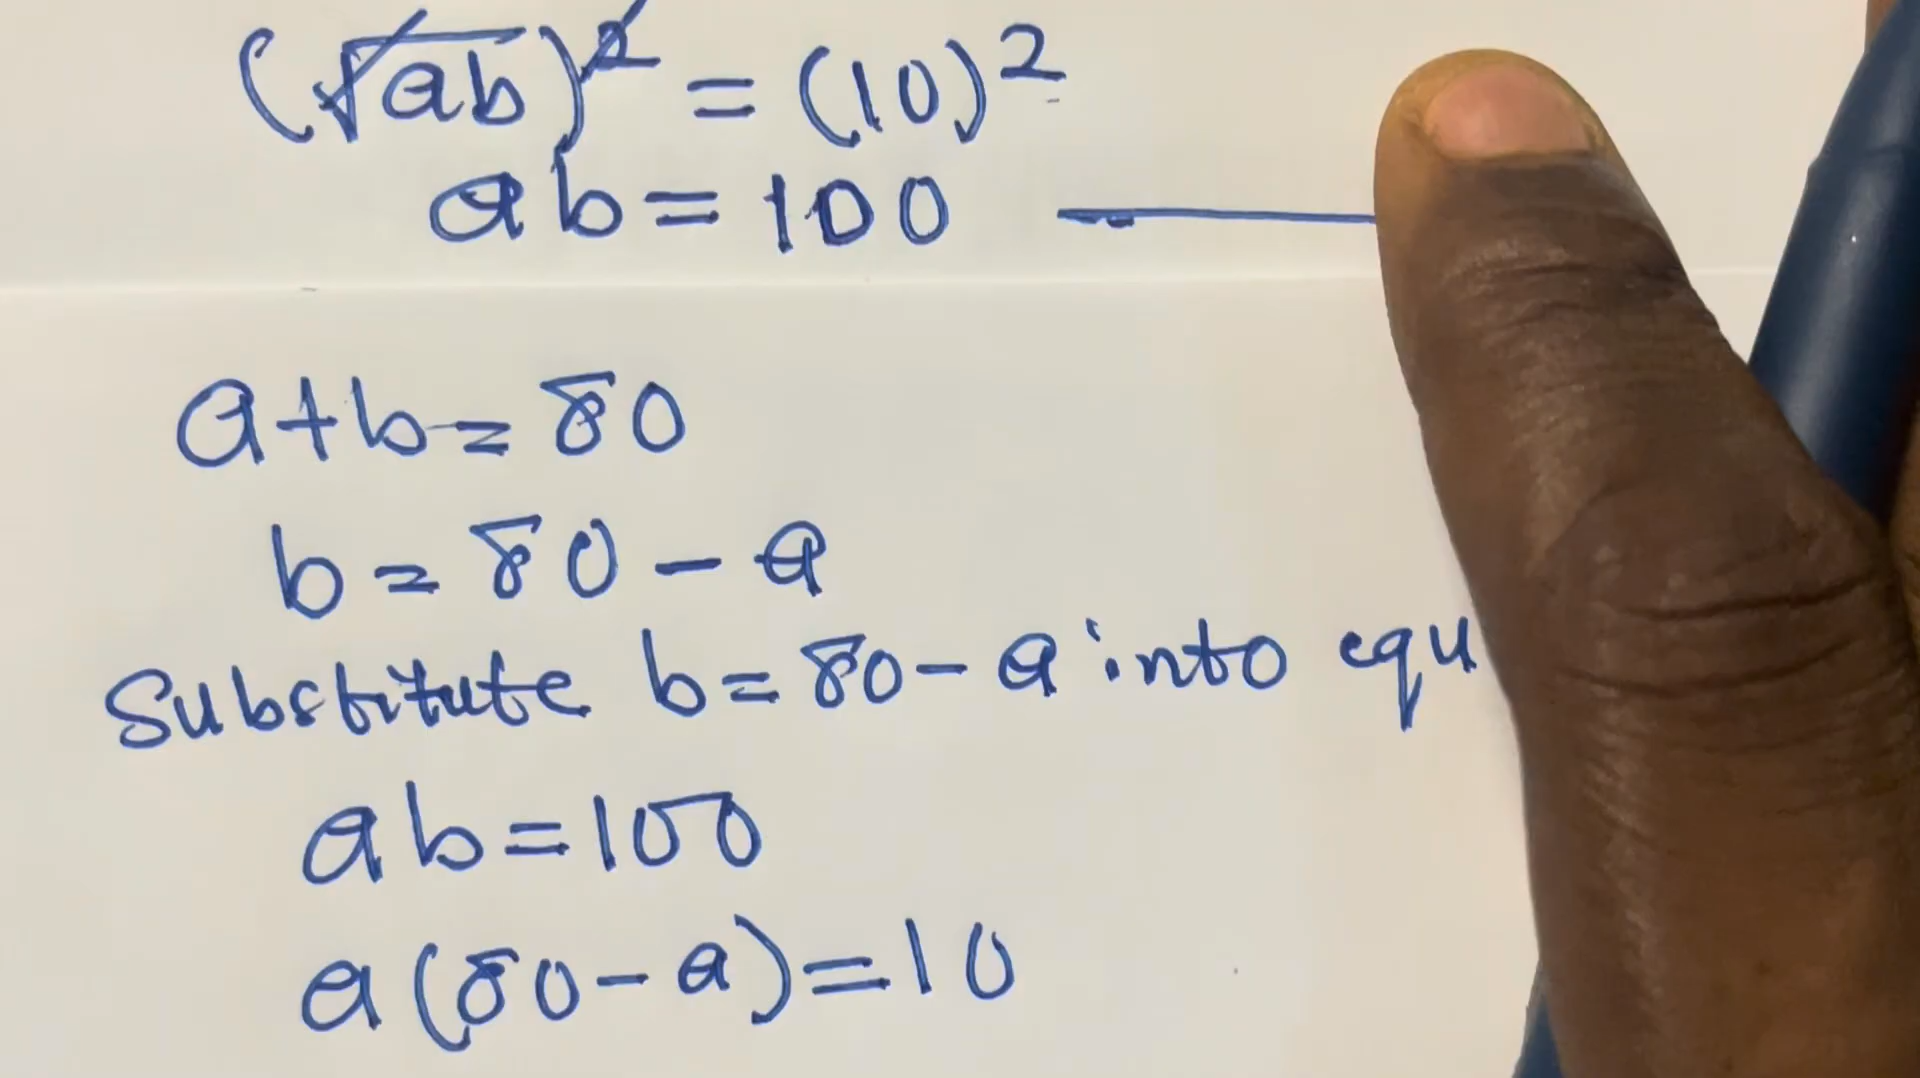 (√ab)² = (10)²
ab = 100
a+b = 80
b = 80 - a
Substitute b = 80 - a into equ
ab = 100
a(80 - a) = 10